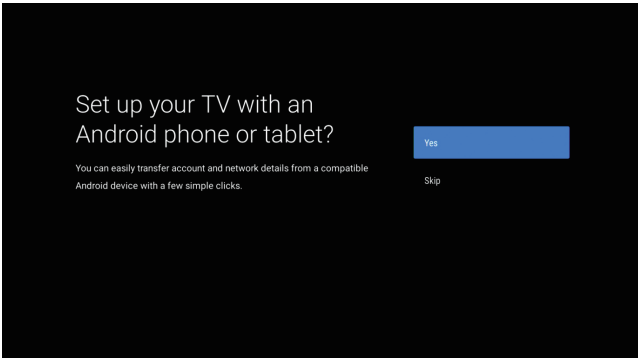 Set up your TV with an
Android phone or tablet?
You can easily transfer account and network details from a compatible
Android device with a few simple clicks.
Yes
Skip